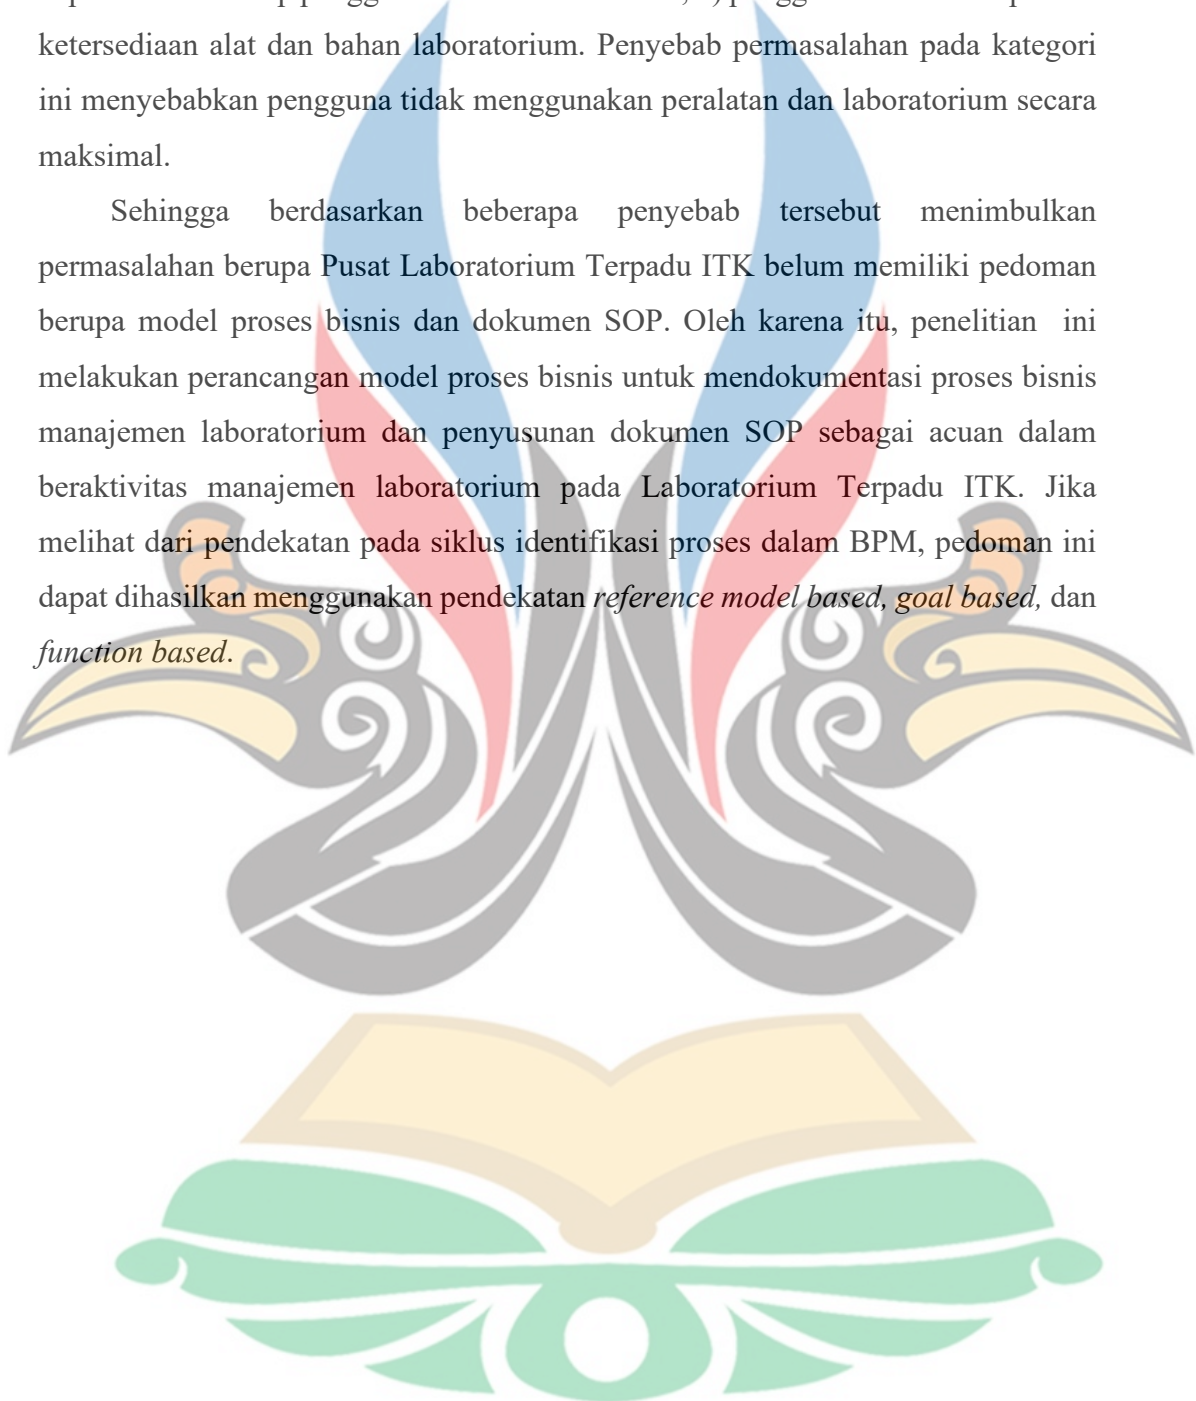 ketersediaan alat dan bahan laboratorium. Penyebab permasalahan pada kategori
ini menyebabkan pengguna tidak menggunakan peralatan dan laboratorium secara
maksimal.
Sehingga berdasarkan beberapa penyebab tersebut menimbulkan
permasalahan berupa Pusat Laboratorium Terpadu ITK belum memiliki pedoman
berupa model proses bisnis dan dokumen SOP. Oleh karena itu, penelitian ini
melakukan perancangan model proses bisnis untuk mendokumentasi proses bisnis
manajemen laboratorium dan penyusunan dokumen SOP sebagai acuan dalam
beraktivitas manajemen laboratorium pada Laboratorium Terpadu ITK. Jika
melihat dari pendekatan pada siklus identifikasi proses dalam BPM, pedoman ini
dapat dihasilkan menggunakan pendekatan reference model based, goal based, dan
function based.